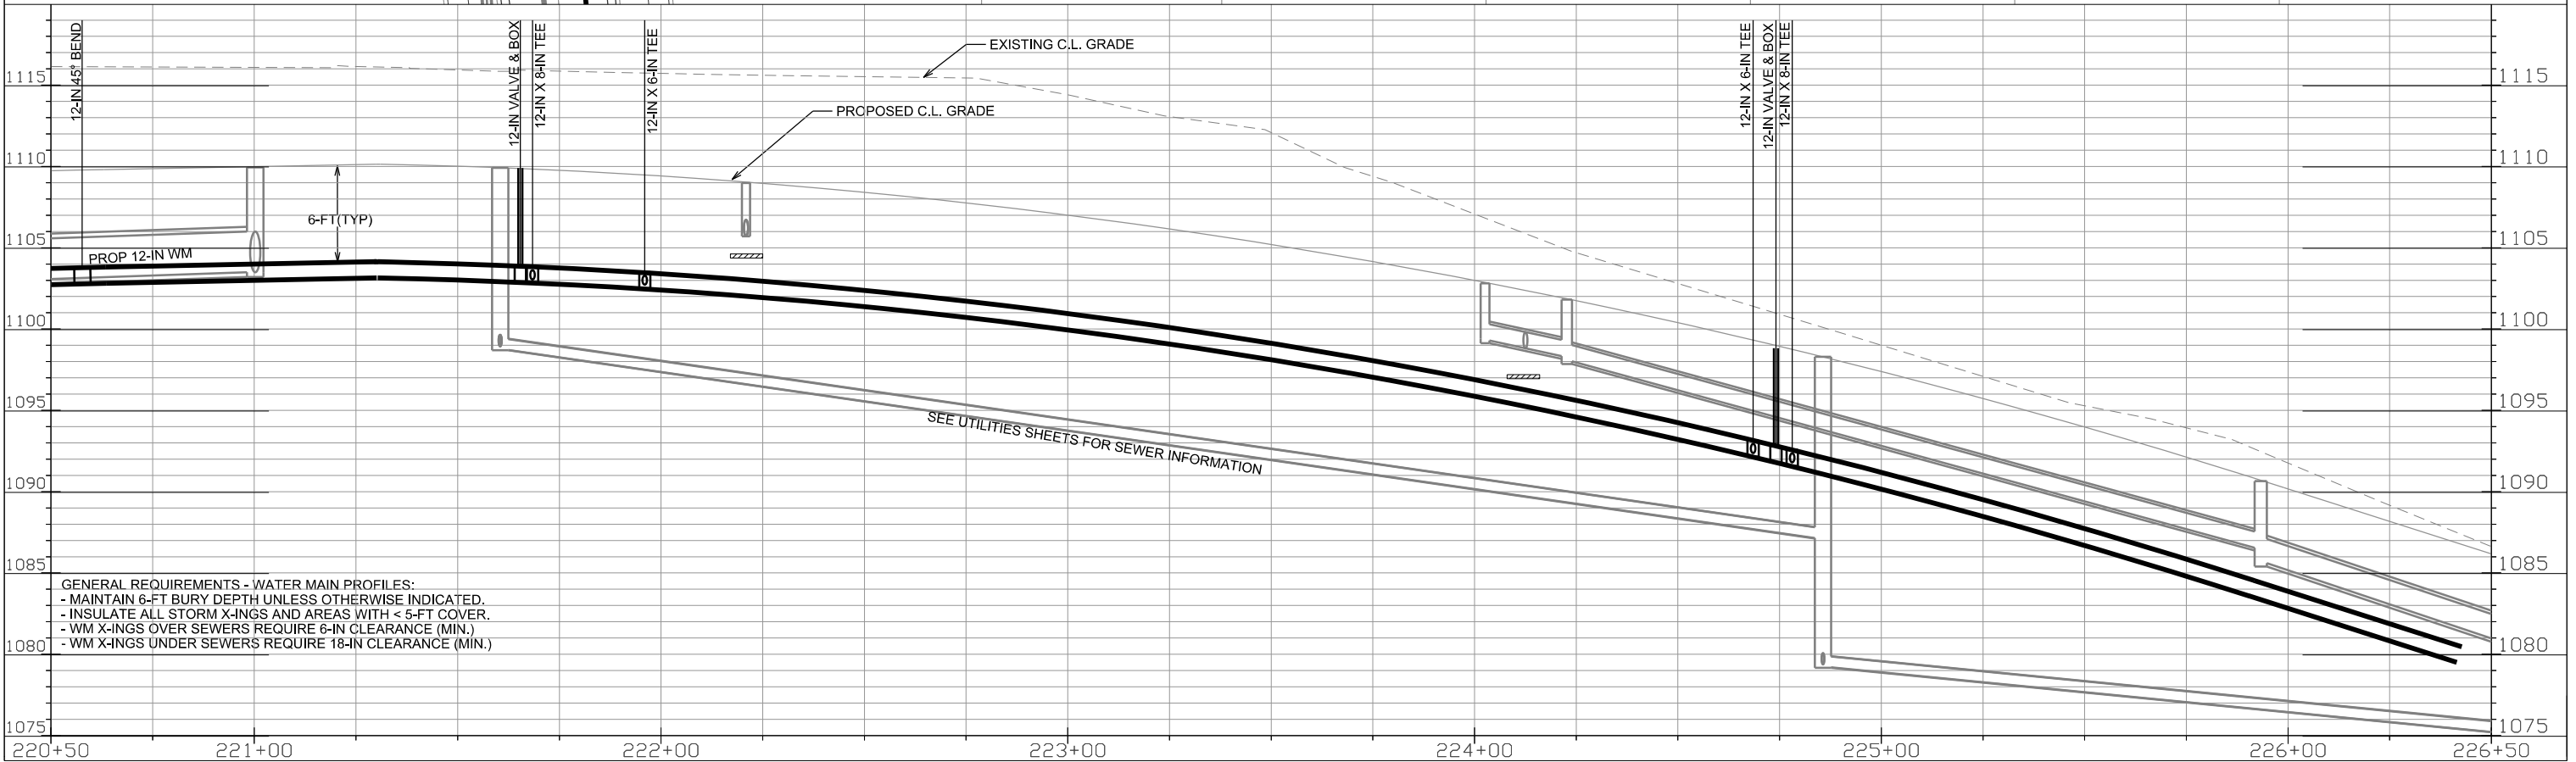 12-IN 45° BEND
12-IN VALVE & BOX
12-IN X 8-IN TEE
12-IN X 6-IN TEE
EXISTING C.L. GRADE
PROPOSED C.L. GRADE
12-IN X 6-IN TEE
12-IN VALVE & BOX
12-IN X 8-IN TEE
1115
1115
1110
1110
6-FT(TYP)
1105
1105
PROP 12-IN WM
1100
1100
1095
1095
SEE UTILITIES SHEETS FOR SEWER INFORMATION
1090
1090
1085
1085
GENERAL REQUIREMENTS - WATER MAIN PROFILES:
- MAINTAIN 6-FT BURY DEPTH UNLESS OTHERWISE INDICATED.
- INSULATE ALL STORM X-INGS AND AREAS WITH < 5-FT COVER.
- WM X-INGS OVER SEWERS REQUIRE 6-IN CLEARANCE (MIN.)
- WM X-INGS UNDER SEWERS REQUIRE 18-IN CLEARANCE (MIN.)
1080
1080
1075
1075
220+50
221+00
222+00
223+00
224+00
225+00
226+00
226+50